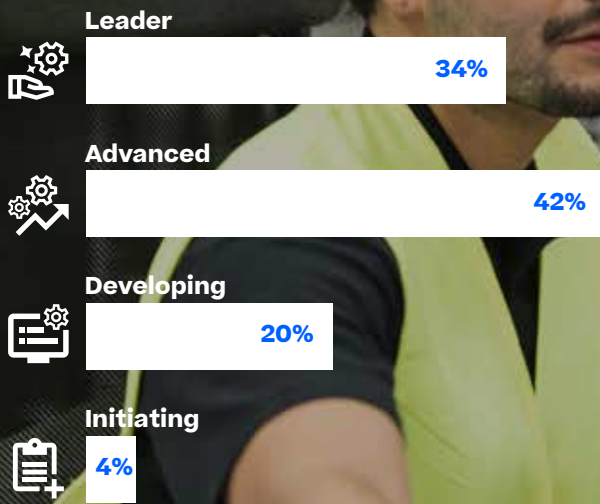 Leader
34%
Advanced
42%
Developing
20%
Initiating
4%